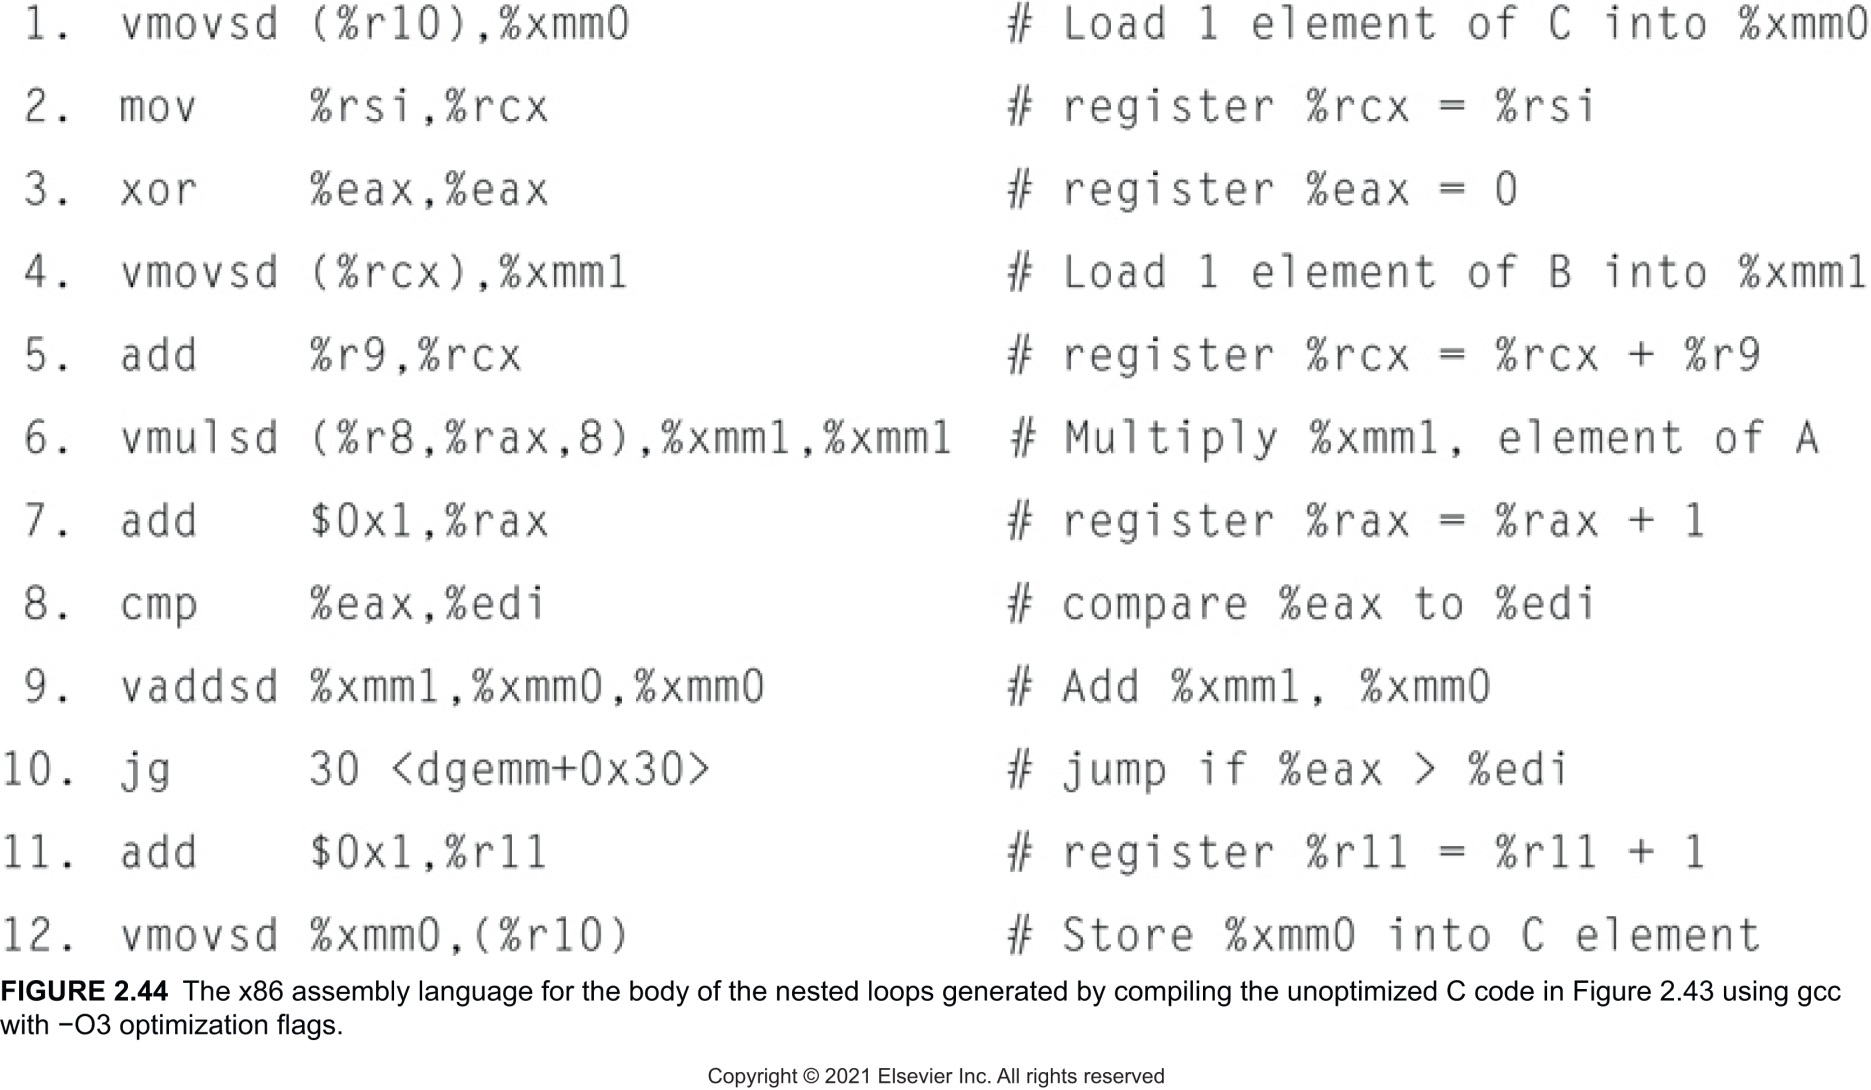 1. vmovsd (%r10),%xmm0 # Load 1 element of C into %xmm0
2. mov %rsi,%rcx # register %rcx = %rsi
3. xor %eax,%eax # register %eax = 0
4. vmovsd (%rcx),%xmm1 # Load 1 element of B into %xmm1
5. add %r9,%rcx # register %rcx = %rcx + %r9
6. vmulsd (%r8,%rax,8),%xmm1,%xmm1 # Multiply %xmm1, element of A
7. add $0x1,%rax # register %rax = %rax + 1
8. cmp %eax,%edi # compare %eax to %edi
9. vaddsd %xmm1,%xmm0,%xmm0 # Add %xmm1, %xmm0
10. jg 30 <dgemm+0x30> # jump if %eax > %edi
11. add $0x1,%r11 # register %r11 = %r11 + 1
12. vmovsd %xmm0,(%r10) # Store %xmm0 into C element
FIGURE 2.44 The x86 assembly language for the body of the nested loops generated by compiling the unoptimized C code in Figure 2.43 using gcc
with −O3 optimization flags.
Copyright © 2021 Elsevier Inc. All rights reserved